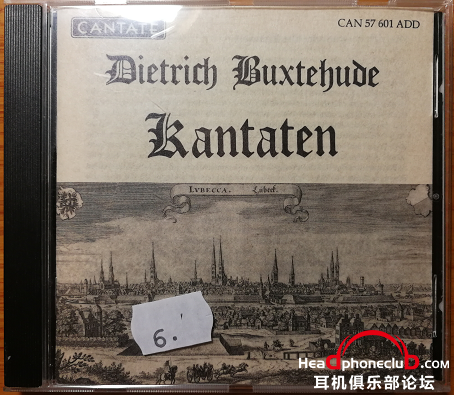 CANTATE
CAN 57 601 ADD
Dietrich Buxtehude
Kantaten
LVBECCA. Lubeck.
6.
HeadphoneclUb.com
耳机俱乐部论坛